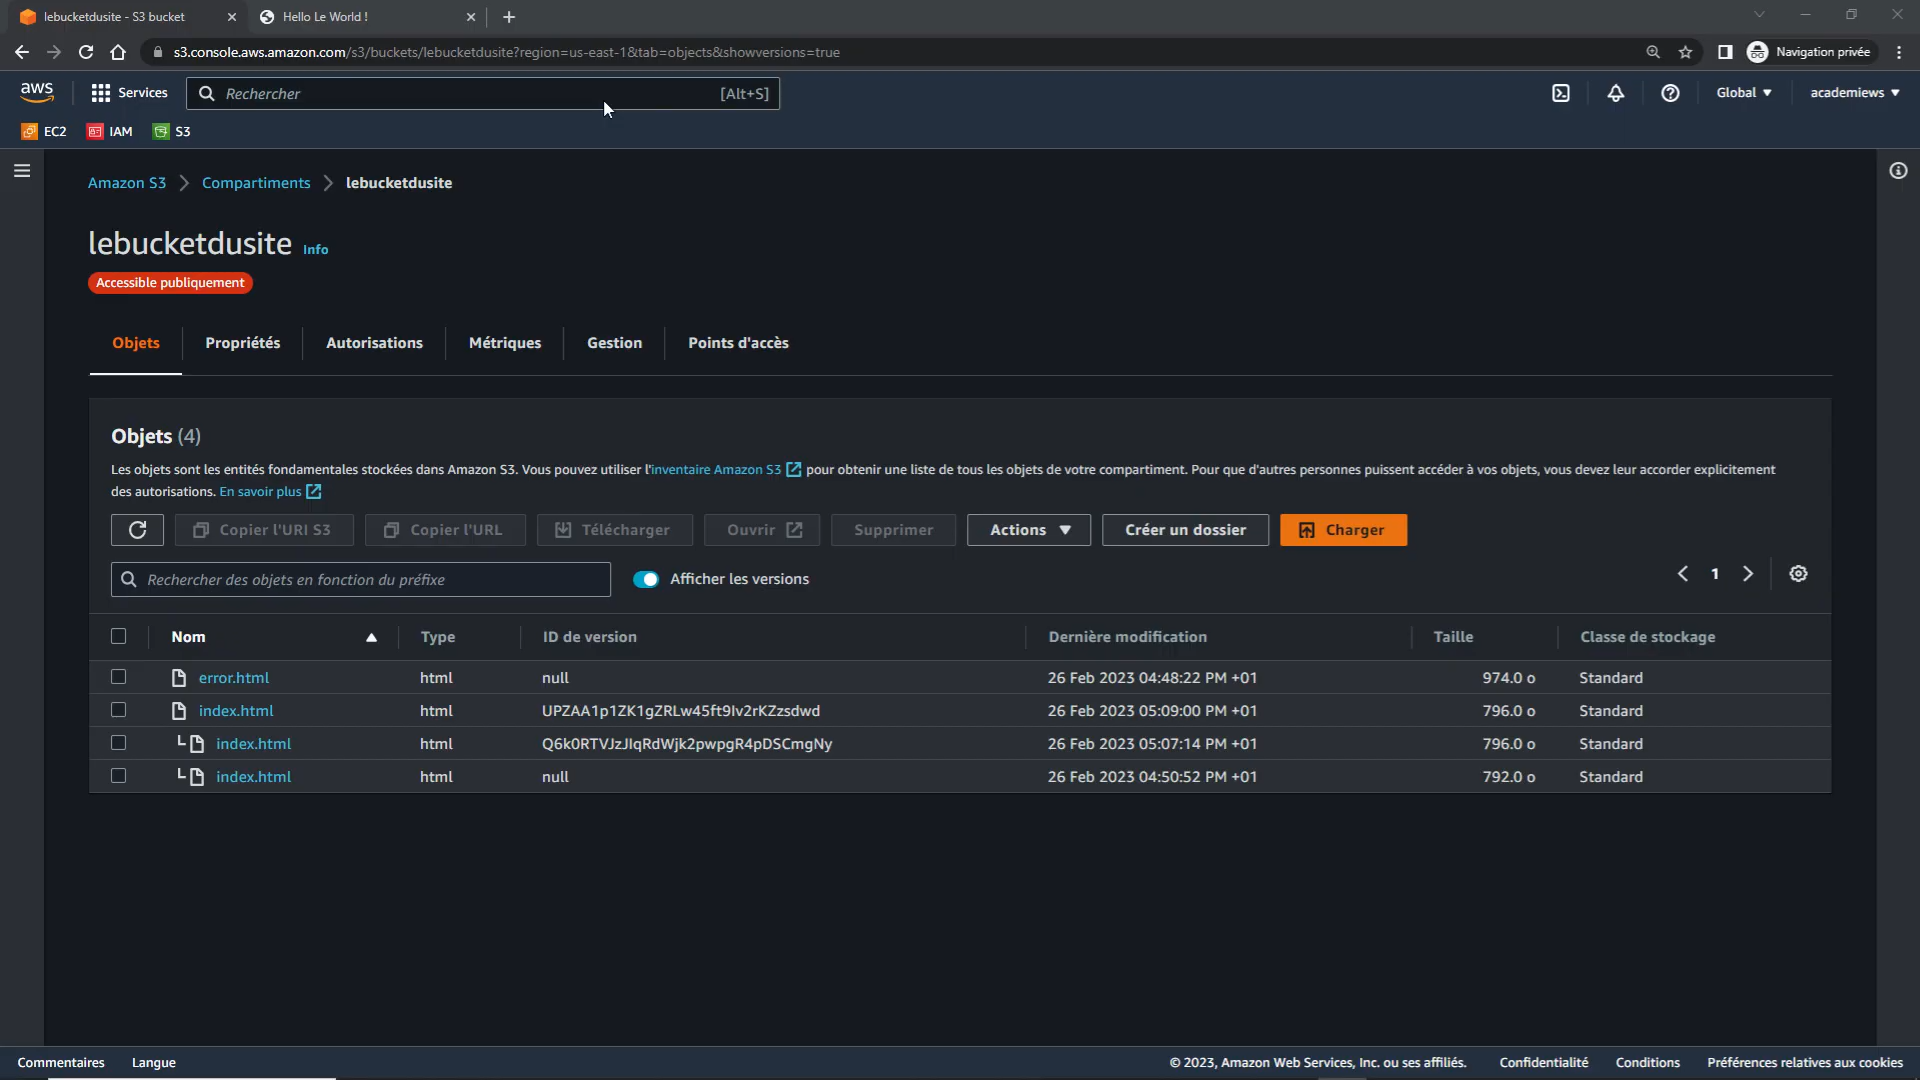 lebucketdusite - S3 bucket
Hello Le World !
s3.console.aws.amazon.com/s3/buckets/lebucketdusite?region=us-east-1&tab=objects&showversions=true
Navigation privée
aws
Services
Rechercher
[Alt+S]
Global
academiews
EC2
IAM
S3
Amazon S3
Compartiments
lebucketdusite
lebucketdusite Info
Accessible publiquement
Objets
Propriétés
Autorisations
Métriques
Gestion
Points d'accès
Objets (4)
Les objets sont les entités fondamentales stockées dans Amazon S3. Vous pouvez utiliser l'inventaire Amazon S3 pour obtenir une liste de tous les objets de votre compartiment. Pour que d'autres personnes puissent accéder à vos objets, vous devez leur accorder explicitement
des autorisations. En savoir plus
Copier l'URI S3
Copier l'URL
Télécharger
Ouvrir
Supprimer
Actions
Créer un dossier
Charger
Rechercher des objets en fonction du préfixe
Afficher les versions
1
Nom Type ID de version Dernière modification Taille Classe de stockage
error.html html null 26 Feb 2023 04:48:22 PM +01 974.0 o Standard
index.html html UPZAA1p1ZK1gZRLw45ft9Iv2rKZzsdwd 26 Feb 2023 05:09:00 PM +01 796.0 o Standard
index.html html Q6k0RTVJzJIqRdWjk2pwpgR4pDSCmgNy 26 Feb 2023 05:07:14 PM +01 796.0 o Standard
index.html html null 26 Feb 2023 04:50:52 PM +01 792.0 o Standard
Commentaires
Langue
© 2023, Amazon Web Services, Inc. ou ses affiliés.
Confidentialité
Conditions
Préférences relatives aux cookies